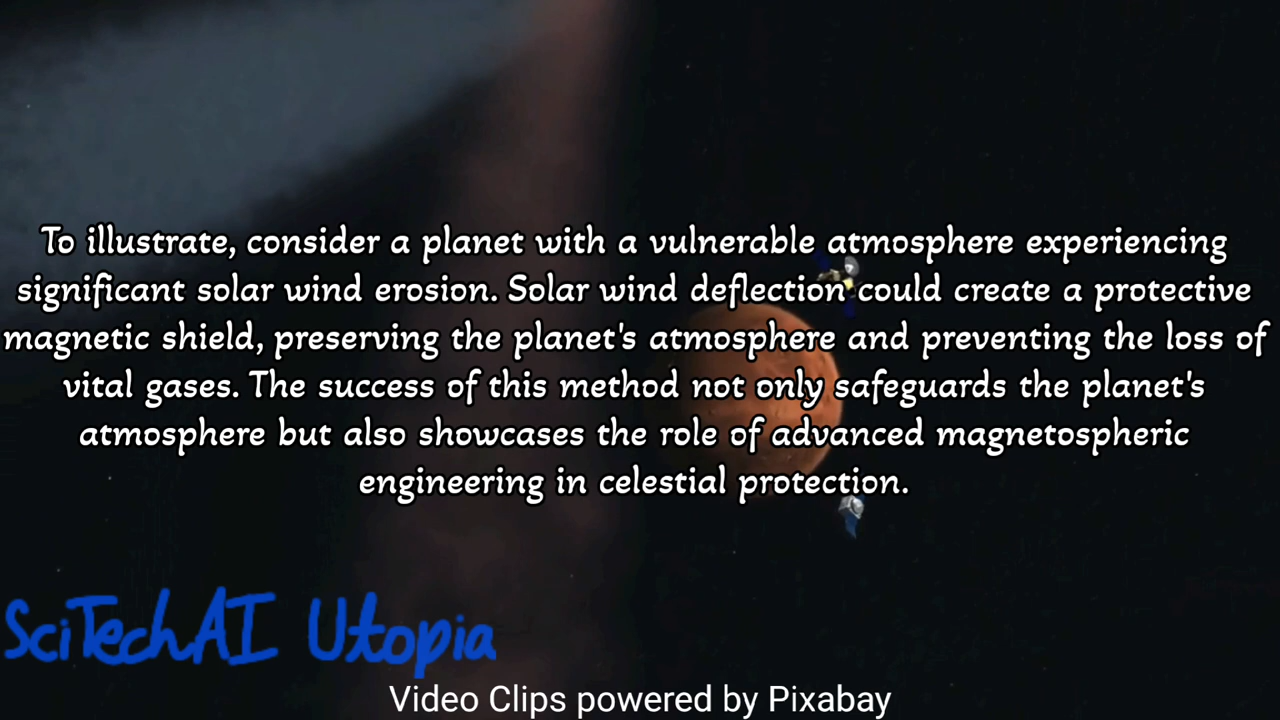 To illustrate, consider a planet with a vulnerable atmosphere experiencing
significant solar wind erosion. Solar wind deflection could create a protective
magnetic shield, preserving the planet's atmosphere and preventing the loss of
vital gases. The success of this method not only safeguards the planet's
atmosphere but also showcases the role of advanced magnetospheric
engineering in celestial protection.
SciTechAI Utopia
Video Clips powered by Pixabay